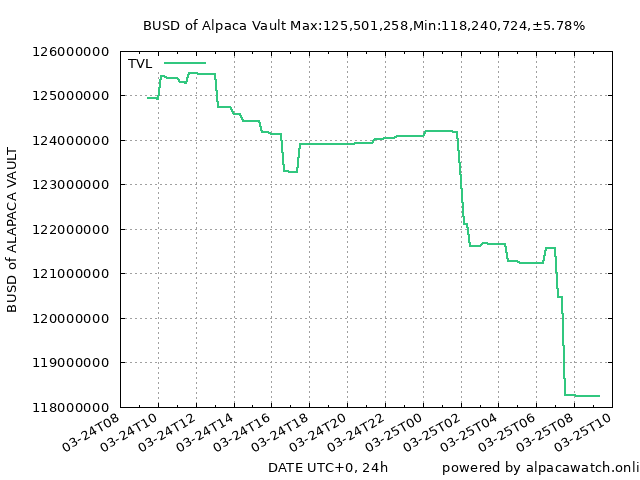 BUSD of Alpaca Vault Max:125,501,258,Min:118,240,724,±5.78%
TVL
126000000
125000000
124000000
123000000
122000000
121000000
120000000
119000000
118000000
BUSD of ALAPACA VAULT
03-24T08
03-24T10
03-24T12
03-24T14
03-24T16
03-24T18
03-24T20
03-24T22
03-25T00
03-25T02
03-25T04
03-25T06
03-25T08
03-25T10
DATE UTC+0, 24h
powered by alpacawatch.onli